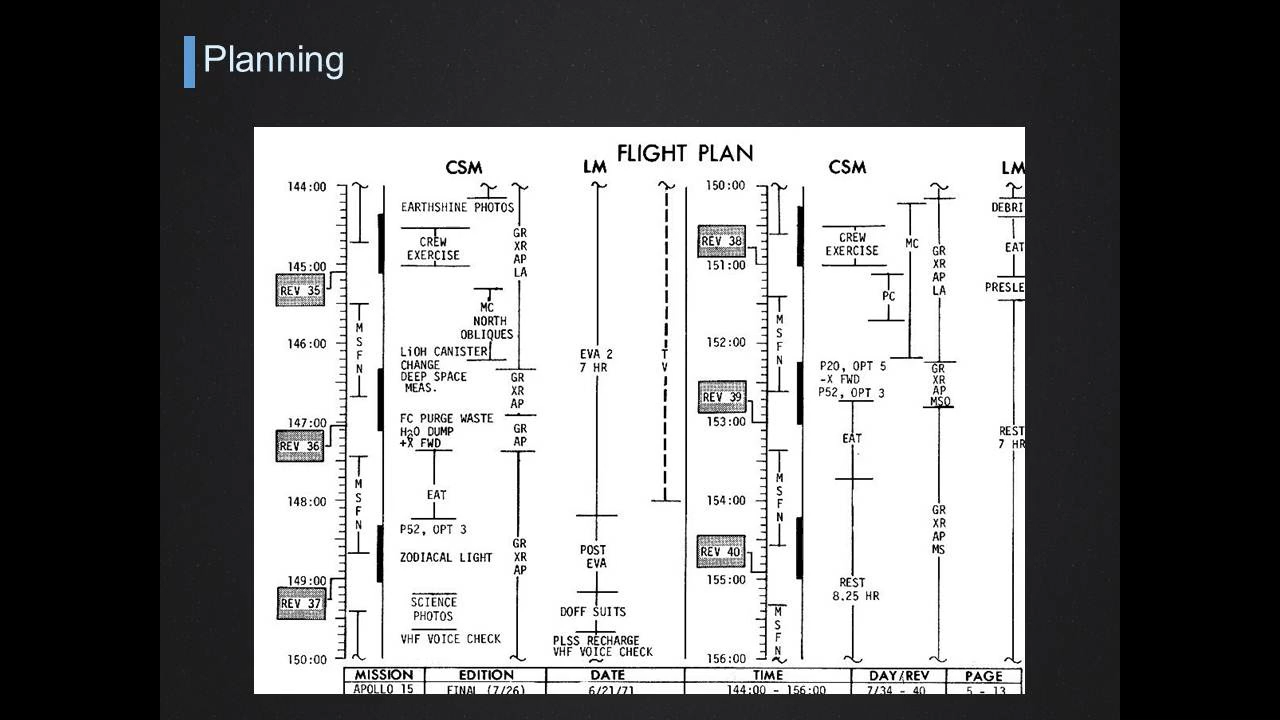 Planning
FLIGHT PLAN
CSM
LM
144:00
EARTHSHINE PHOTOS
CREW
EXERCISE
GR
XR
AP
LA
145:00
REV 35
MC
NORTH
OBLIQUES
MSFN
146:00
LiOH CANISTER
CHANGE
DEEP SPACE
MEAS.
GR
XR
AP
EVA 2
7 HR
TV
147:00
FC PURGE WASTE
H2O DUMP
+X FWD
GR
AP
REV 36
MSFN
EAT
148:00
P52, OPT 3
ZODIACAL LIGHT
GR
XR
AP
POST
EVA
149:00
REV 37
SCIENCE
PHOTOS
DOFF SUITS
VHF VOICE CHECK
PLSS RECHARGE
VHF VOICE CHECK
150:00
CSM
LM
150:00
DEBRI
REV 38
CREW
EXERCISE
MC
GR
XR
AP
LA
EAT
151:00
PC
PRESLE
MSFN
152:00
P20, OPT 5
-X FWD
P52, OPT 3
GR
XR
AP
MSO
REV 39
153:00
EAT
REST
7 HR
MSFN
154:00
GR
XR
AP
MS
REV 40
155:00
REST
8.25 HR
MSFN
156:00
MISSION EDITION DATE TIME DAY/REV PAGE
APOLLO 15 FINAL (7/26) 6/21/71 144:00 - 156:00 7/34 - 40 5 - 13